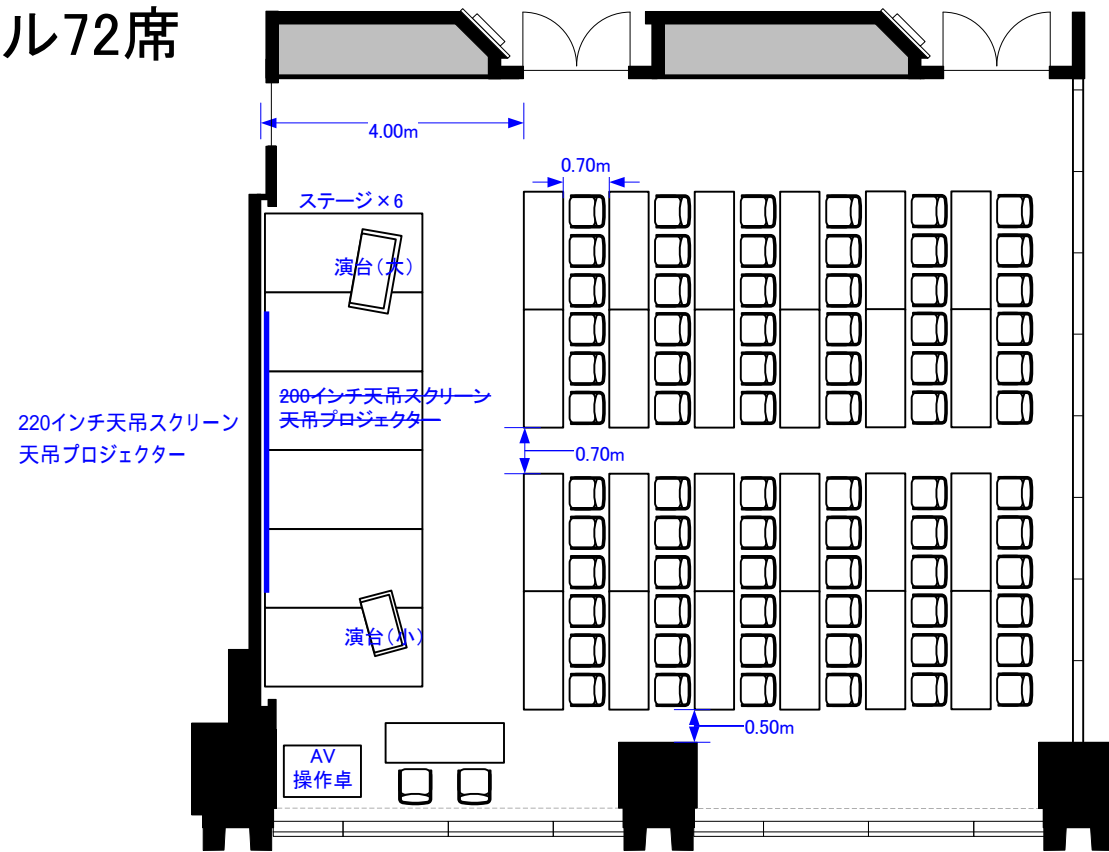 ル72席
4.00m
0.70m
ステージ×6
演台(大)
200インチ天吊スクリーン
天吊プロジェクター
220インチ天吊スクリーン
天吊プロジェクター
0.70m
演台(小)
0.50m
AV
操作卓